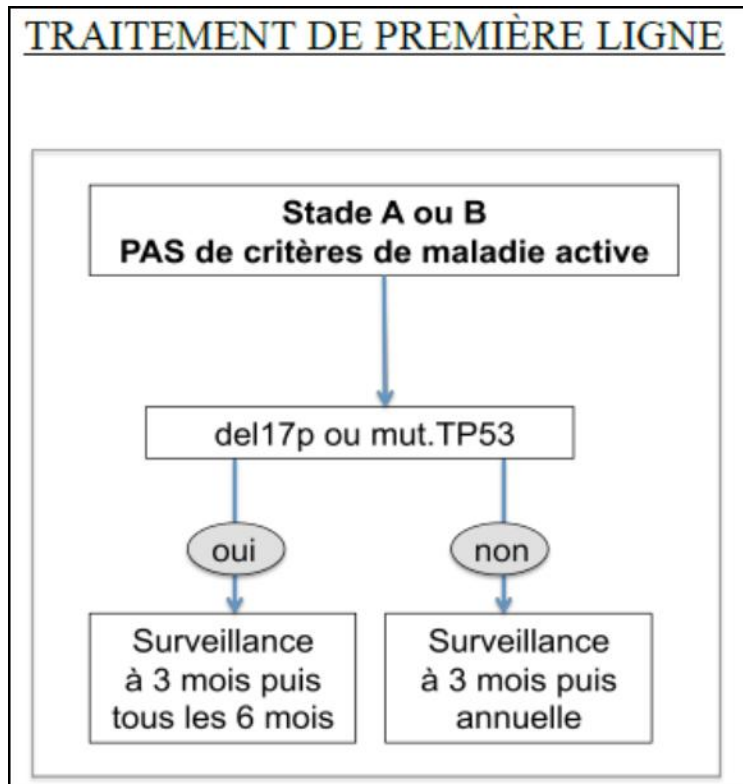 TRAITEMENT DE PREMIÈRE LIGNE
Stade A ou B
PAS de critères de maladie active
del17p ou mut.TP53
oui
non
Surveillance
à 3 mois puis
tous les 6 mois
Surveillance
à 3 mois puis
annuelle